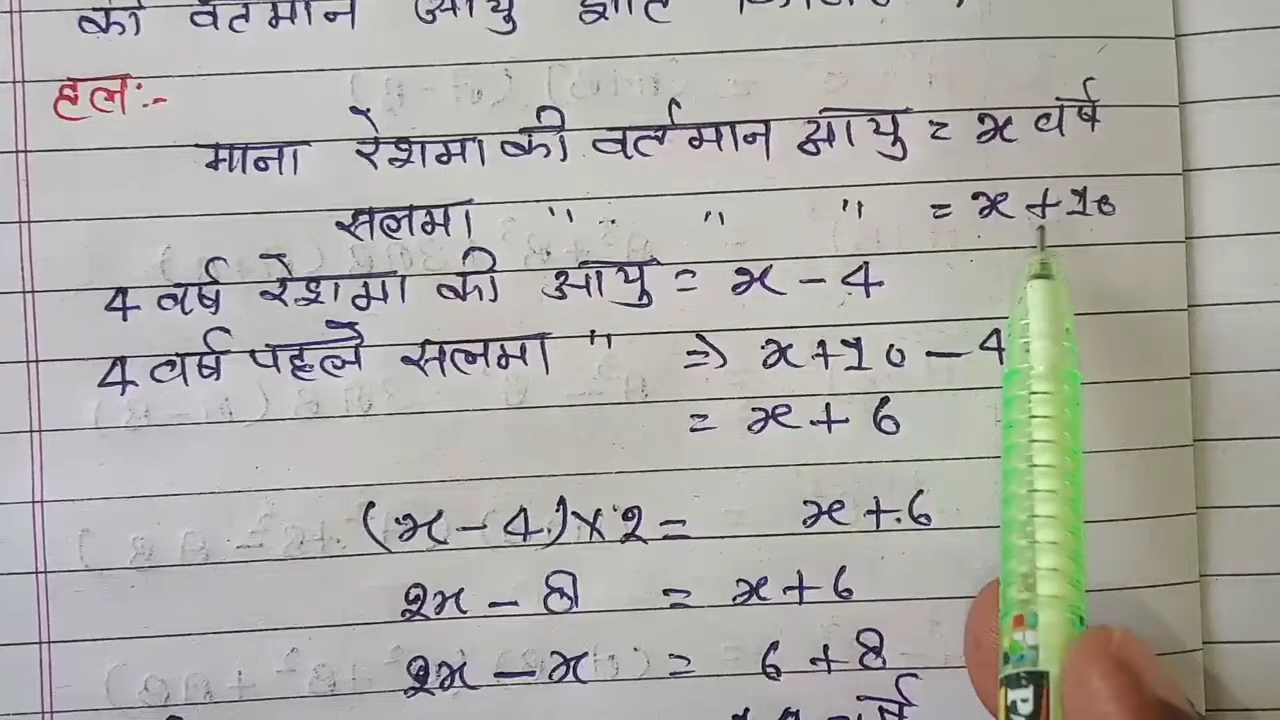 की वर्तमान आयु ज्ञात
हल:-
माना रेशमा की वर्तमान आयु = x वर्ष
सलमा " " " = x + 10
4 वर्ष रेशमा की आयु = x - 4
4 वर्ष पहले सलमा " ⇒ x + 10 - 4
= x + 6
(x - 4) × 2 = x + 6
2x - 8 = x + 6
2x - x = 6 + 8
वर्ष